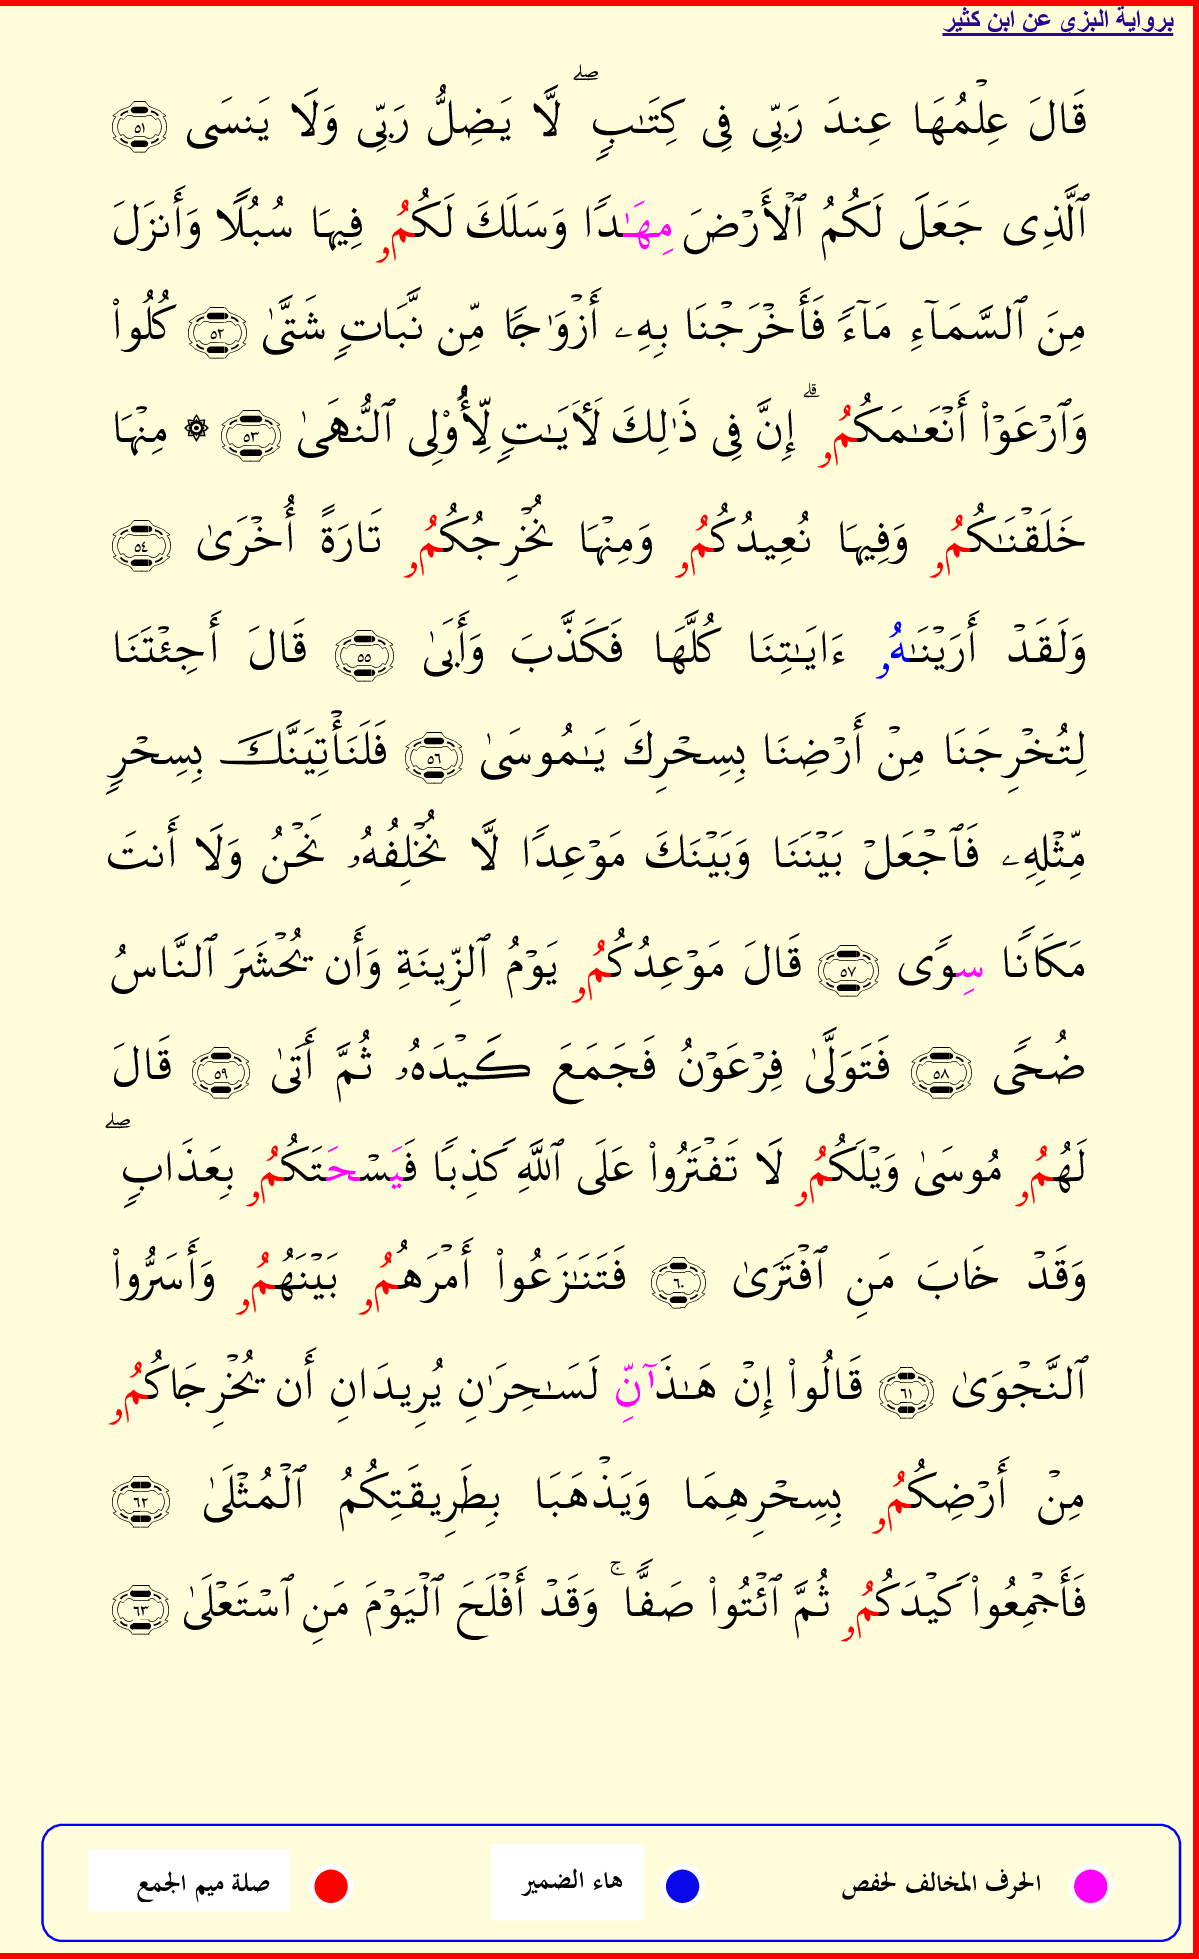 برواية البزي عن ابن كثير
قَالَ عِلْمُهَا عِندَ رَبِّى فِى كِتَـٰبٍۖ لَّا يَضِلُّ رَبِّى وَلَا يَنسَى ٥١
ٱلَّذِى جَعَلَ لَكُمُ ٱلْأَرْضَ مِهَـٰدًا وَسَلَكَ لَكُمُۥ فِيهَا سُبُلًا وَأَنزَلَ
مِنَ ٱلسَّمَآءِ مَآءً فَأَخْرَجْنَا بِهِۦ أَزْوَٰجًا مِّن نَّبَاتٍ شَتَّىٰ ٥٢ كُلُوا۟
وَٱرْعَوْا۟ أَنْعَـٰمَكُمُۥۗ إِنَّ فِى ذَٰلِكَ لَأَيَـٰتٍ لِّأُو۟لِى ٱلنُّهَىٰ ٥٣ ۞ مِنْهَا
خَلَقْنَـٰكُمُۥ وَفِيهَا نُعِيدُكُمُۥ وَمِنْهَا نُخْرِجُكُمُۥ تَارَةً أُخْرَىٰ ٥٤
وَلَقَدْ أَرَيْنَـٰهُۥ ءَايَـٰتِنَا كُلَّهَا فَكَذَّبَ وَأَبَىٰ ٥٥ قَالَ أَجِئْتَنَا
لِتُخْرِجَنَا مِنْ أَرْضِنَا بِسِحْرِكَ يَـٰمُوسَىٰ ٥٦ فَلَنَأْتِيَنَّكَ بِسِحْرٍ
مِّثْلِهِۦ فَٱجْعَلْ بَيْنَنَا وَبَيْنَكَ مَوْعِدًا لَّا نُخْلِفُهُۥ نَحْنُ وَلَا أَنتَ
مَكَانًا سِوًى ٥٧ قَالَ مَوْعِدُكُمُۥ يَوْمُ ٱلزِّينَةِ وَأَن يُحْشَرَ ٱلنَّاسُ
ضُحًى ٥٨ فَتَوَلَّىٰ فِرْعَوْنُ فَجَمَعَ كَيْدَهُۥ ثُمَّ أَتَىٰ ٥٩ قَالَ
لَهُمُۥ مُوسَىٰ وَيْلَكُمُۥ لَا تَفْتَرُوا۟ عَلَى ٱللَّهِ كَذِبًا فَيَسْحَتَكُمُۥ بِعَذَابٍۖ
وَقَدْ خَابَ مَنِ ٱفْتَرَىٰ ٦٠ فَتَنَـٰزَعُوا۟ أَمْرَهُمُۥ بَيْنَهُمُۥ وَأَسَرُّوا۟
ٱلنَّجْوَىٰ ٦١ قَالُوا۟ إِنْ هَـٰذَآنِّ لَسَـٰحِرَٰنِ يُرِيدَانِ أَن يُخْرِجَاكُمُۥ
مِنْ أَرْضِكُمُۥ بِسِحْرِهِمَا وَيَذْهَبَا بِطَرِيقَتِكُمُ ٱلْمُثْلَىٰ ٦٢
فَأَجْمِعُوا۟ كَيْدَكُمُۥ ثُمَّ ٱئْتُوا۟ صَفًّاۚ وَقَدْ أَفْلَحَ ٱلْيَوْمَ مَنِ ٱسْتَعْلَىٰ ٦٣
الحرف المخالف لحفص هاء الضمير صلة ميم الجمع